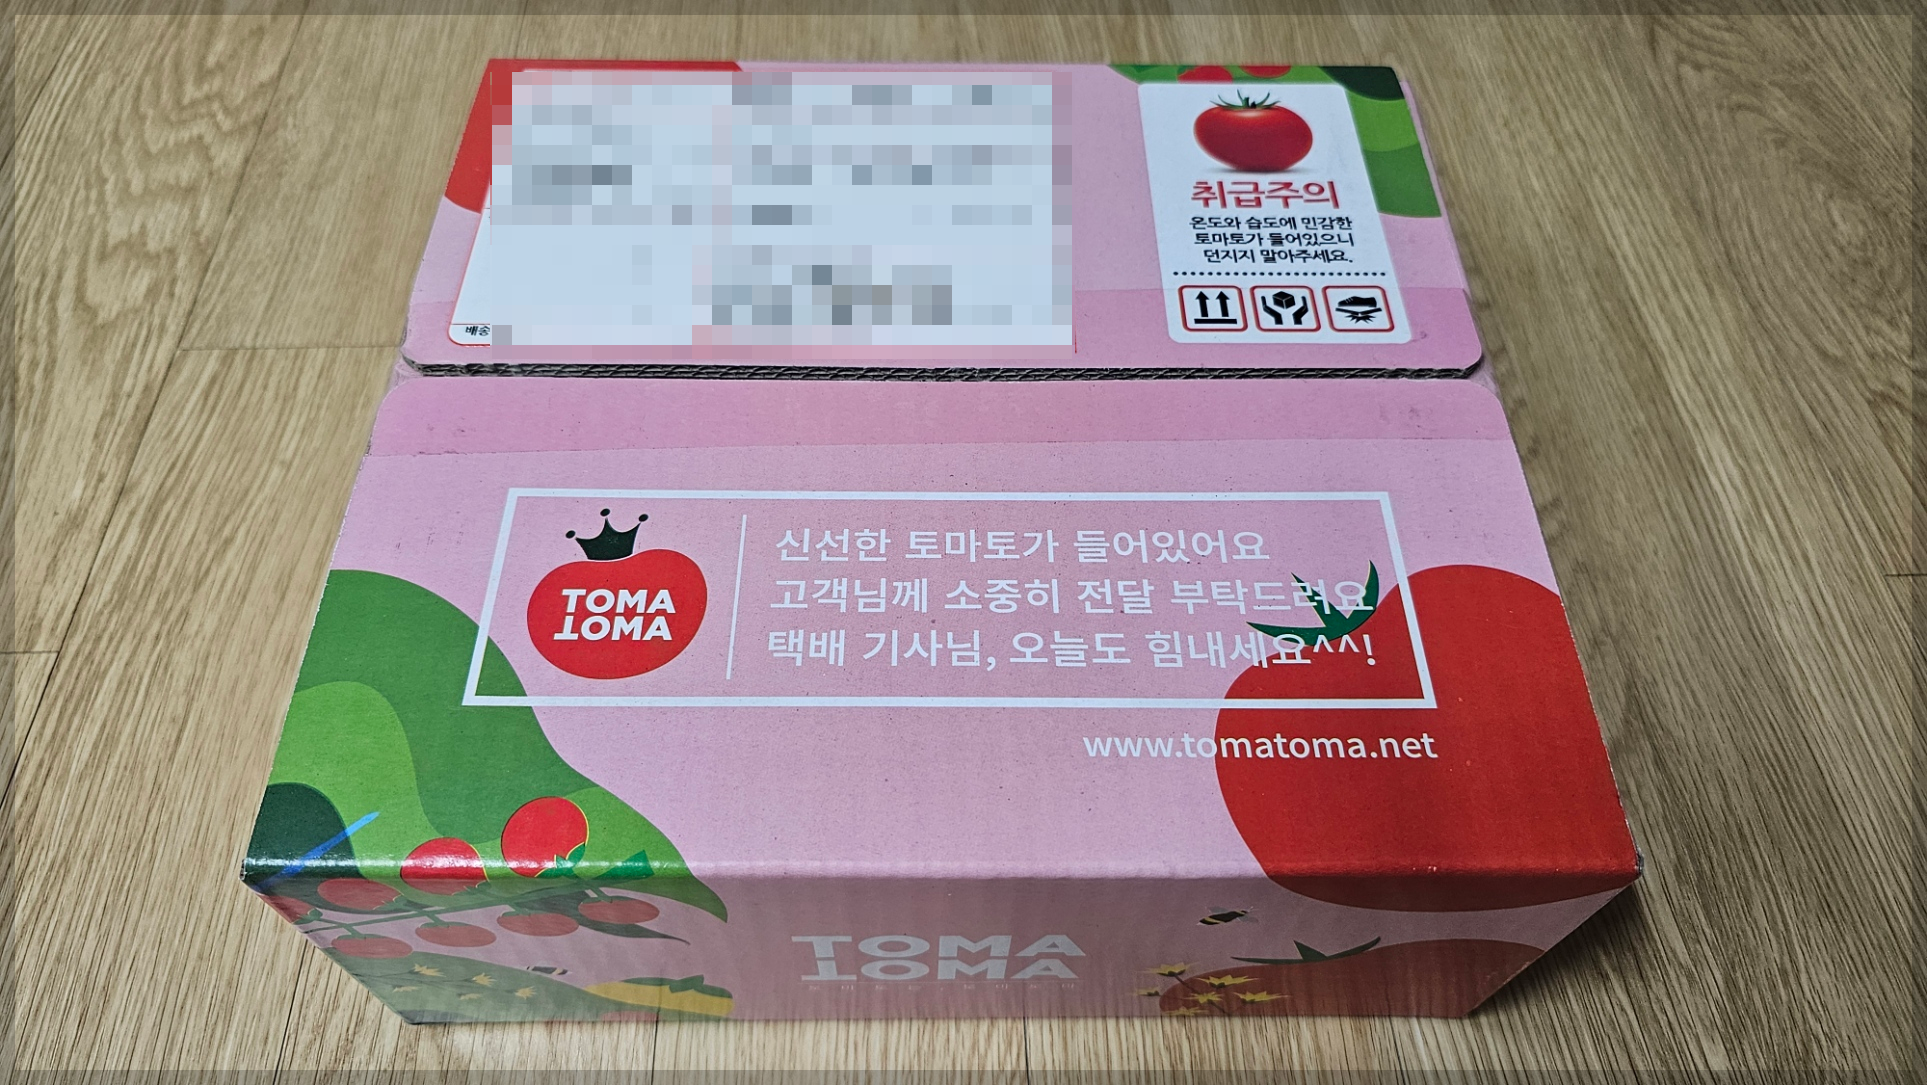 배송
취급주의
온도와 습도에 민감한
토마토가 들어있으니
던지지 말아주세요.
TOMA
TOMA
신선한 토마토가 들어있어요
고객님께 소중히 전달 부탁드려요
택배 기사님, 오늘도 힘내세요^^!
www.tomatoma.net
TOMA
TOMA